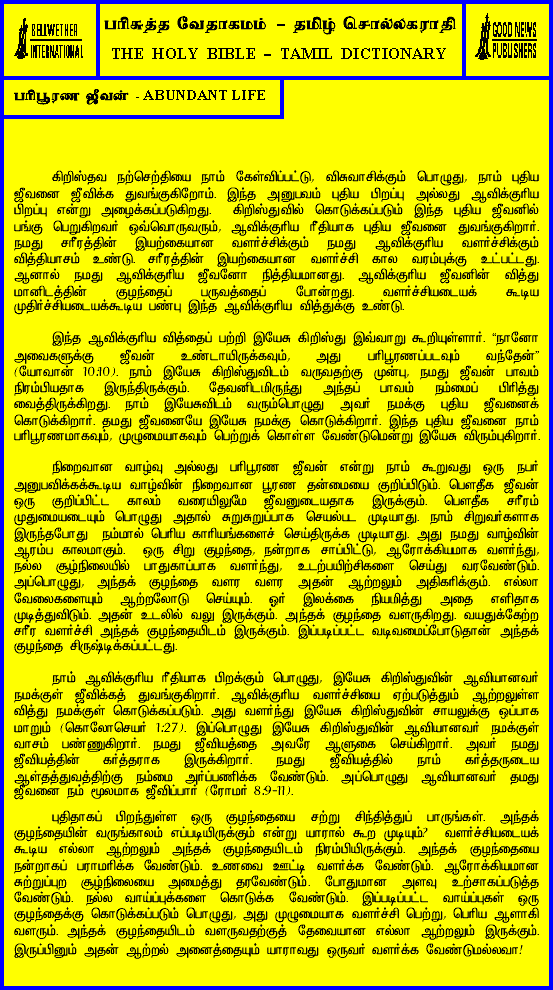 BELLWETHER
INTERNATIONAL
பரிசுத்த வேதாகமம் – தமிழ் சொல்லகராதி
THE HOLY BIBLE – TAMIL DICTIONARY
GOOD NEWS
PUBLISHERS
பரிபூரண ஜீவன் - ABUNDANT LIFE
கிறிஸ்தவ நற்செற்தியை நாம் கேள்விப்பட்டு, விசுவாசிக்கும் பொழுது, நாம் புதிய
ஜீவனை ஜீவிக்க துவங்குகிறோம். இந்த அனுபவம் புதிய பிறப்பு அல்லது ஆவிக்குரிய
பிறப்பு என்று அழைக்கப்படுகிறது. கிறிஸ்துவில் கொடுக்கப்படும் இந்த புதிய ஜீவனில்
பங்கு பெறுகிறவர் ஒவ்வொருவரும், ஆவிக்குரிய ரீதியாக புதிய ஜீவனை துவங்குகிறார்.
நமது சரீரத்தின் இயற்கையான வளர்ச்சிக்கும் நமது ஆவிக்குரிய வளர்ச்சிக்கும்
வித்தியாசம் உண்டு. சரீரத்தின் இயற்கையான வளர்ச்சி கால வரம்புக்கு உட்பட்டது.
ஆனால் நமது ஆவிக்குரிய ஜீவனோ நித்தியமானது. ஆவிக்குரிய ஜீவனின் வித்து
மானிடத்தின் குழந்தைப் பருவத்தைப் போன்றது. வளர்ச்சியடையக் கூடிய
முதிர்ச்சியடையக்கூடிய பண்பு இந்த ஆவிக்குரிய வித்துக்கு உண்டு.
இந்த ஆவிக்குரிய வித்தைப் பற்றி இயேசு கிறிஸ்து இவ்வாறு கூறியுள்ளார். “நானோ
அவைகளுக்கு ஜீவன் உண்டாயிருக்கவும், அது பரிபூரணப்படவும் வந்தேன்”
(யோவான் 10:10). நாம் இயேசு கிறிஸ்துவிடம் வருவதற்கு முன்பு, நமது ஜீவன் பாவம்
நிரம்பியதாக இருந்திருக்கும். தேவனிடமிருந்து அந்தப் பாவம் நம்மைப் பிரித்து
வைத்திருக்கிறது. நாம் இயேசுவிடம் வரும்பொழுது அவர் நமக்கு புதிய ஜீவனைக்
கொடுக்கிறார். தமது ஜீவனையே இயேசு நமக்கு கொடுக்கிறார். இந்த புதிய ஜீவனை நாம்
பரிபூரணமாகவும், முழுமையாகவும் பெற்றுக் கொள்ள வேண்டுமென்று இயேசு விரும்புகிறார்.
நிறைவான வாழ்வு அல்லது பரிபூரண ஜீவன் என்று நாம் கூறுவது ஒரு நபர்
அனுபவிக்கக்கூடிய வாழ்வின் நிறைவான பூரண தன்மையை குறிப்பிடும். பௌதீக ஜீவன்
ஒரு குறிப்பிட்ட காலம் வரையிலுமே ஜீவனுடையதாக இருக்கும். பௌதீக சரீரம்
முதுமையடையும் பொழுது அதால் சுறுசுறுப்பாக செயல்பட முடியாது. நாம் சிறுவர்களாக
இருந்தபோது நம்மால் பெரிய காரியங்களைச் செய்திருக்க முடியாது. அது நமது வாழ்வின்
ஆரம்ப காலமாகும். ஒரு சிறு குழந்தை, நன்றாக சாப்பிட்டு, ஆரோக்கியமாக வளர்ந்து,
நல்ல சூழ்நிலையில் பாதுகாப்பாக வளர்ந்து, உடற்பயிற்சிகளை செய்து வரவேண்டும்.
அப்பொழுது, அந்தக் குழந்தை வளர வளர அதன் ஆற்றலும் அதிகரிக்கும். எல்லா
வேலைகளையும் ஆற்றலோடு செய்யும். ஓர் இலக்கை நியமித்து அதை எளிதாக
முடித்துவிடும். அதன் உடலில் வலு இருக்கும். அந்தக் குழந்தை வளருகிறது. வயதுக்கேற்ற
சரீர வளர்ச்சி அந்தக் குழந்தையிடம் இருக்கும். இப்படிப்பட்ட வடிவமைப்போடுதான் அந்தக்
குழந்தை சிருஷ்டிக்கப்பட்டது.
நாம் ஆவிக்குரிய ரீதியாக பிறக்கும் பொழுது, இயேசு கிறிஸ்துவின் ஆவியானவர்
நமக்குள் ஜீவிக்கத் துவங்குகிறார். ஆவிக்குரிய வளர்ச்சியை ஏற்படுத்தும் ஆற்றலுள்ள
வித்து நமக்குள் கொடுக்கப்படும். அது வளர்ந்து இயேசு கிறிஸ்துவின் சாயலுக்கு ஒப்பாக
மாறும் (கொலோசெயர் 1:27). இப்பொழுது இயேசு கிறிஸ்துவின் ஆவியானவர் நமக்குள்
வாசம் பண்ணுகிறார். நமது ஜீவியத்தை அவரே ஆளுகை செய்கிறார். அவர் நமது
ஜீவியத்தின் கர்த்தராக இருக்கிறார். நமது ஜீவியத்தில் நாம் கர்த்தருடைய
ஆள்தத்துவத்திற்கு நம்மை அர்ப்பணிக்க வேண்டும். அப்பொழுது ஆவியானவர் தமது
ஜீவனை நம் மூலமாக ஜீவிப்பார் (ரோமர் 8:9-11).
புதிதாகப் பிறந்துள்ள ஒரு குழந்தையை சற்று சிந்தித்துப் பாருங்கள். அந்தக்
குழந்தையின் வருங்காலம் எப்படியிருக்கும் என்று யாரால் கூற முடியும்? வளர்ச்சியடையக்
கூடிய எல்லா ஆற்றலும் அந்தக் குழந்தையிடம் நிரம்பியிருக்கும். அந்தக் குழந்தையை
நன்றாகப் பராமரிக்க வேண்டும். உணவை ஊட்டி வளர்க்க வேண்டும். ஆரோக்கியமான
சுற்றுப்புற சூழ்நிலையை அமைத்து தரவேண்டும். போதுமான அளவு உற்சாகப்படுத்த
வேண்டும். நல்ல வாய்ப்புக்களை கொடுக்க வேண்டும். இப்படிப்பட்ட வாய்ப்புகள் ஒரு
குழந்தைக்கு கொடுக்கப்படும் பொழுது, அது முழுமையாக வளர்ச்சி பெற்று, பெரிய ஆளாகி
வளரும். அந்தக் குழந்தையிடம் வளருவதற்குத் தேவையான எல்லா ஆற்றலும் இருக்கும்.
இருப்பினும் அதன் ஆற்றல் அனைத்தையும் யாராவது ஒருவர் வளர்க்க வேண்டுமல்லவா!